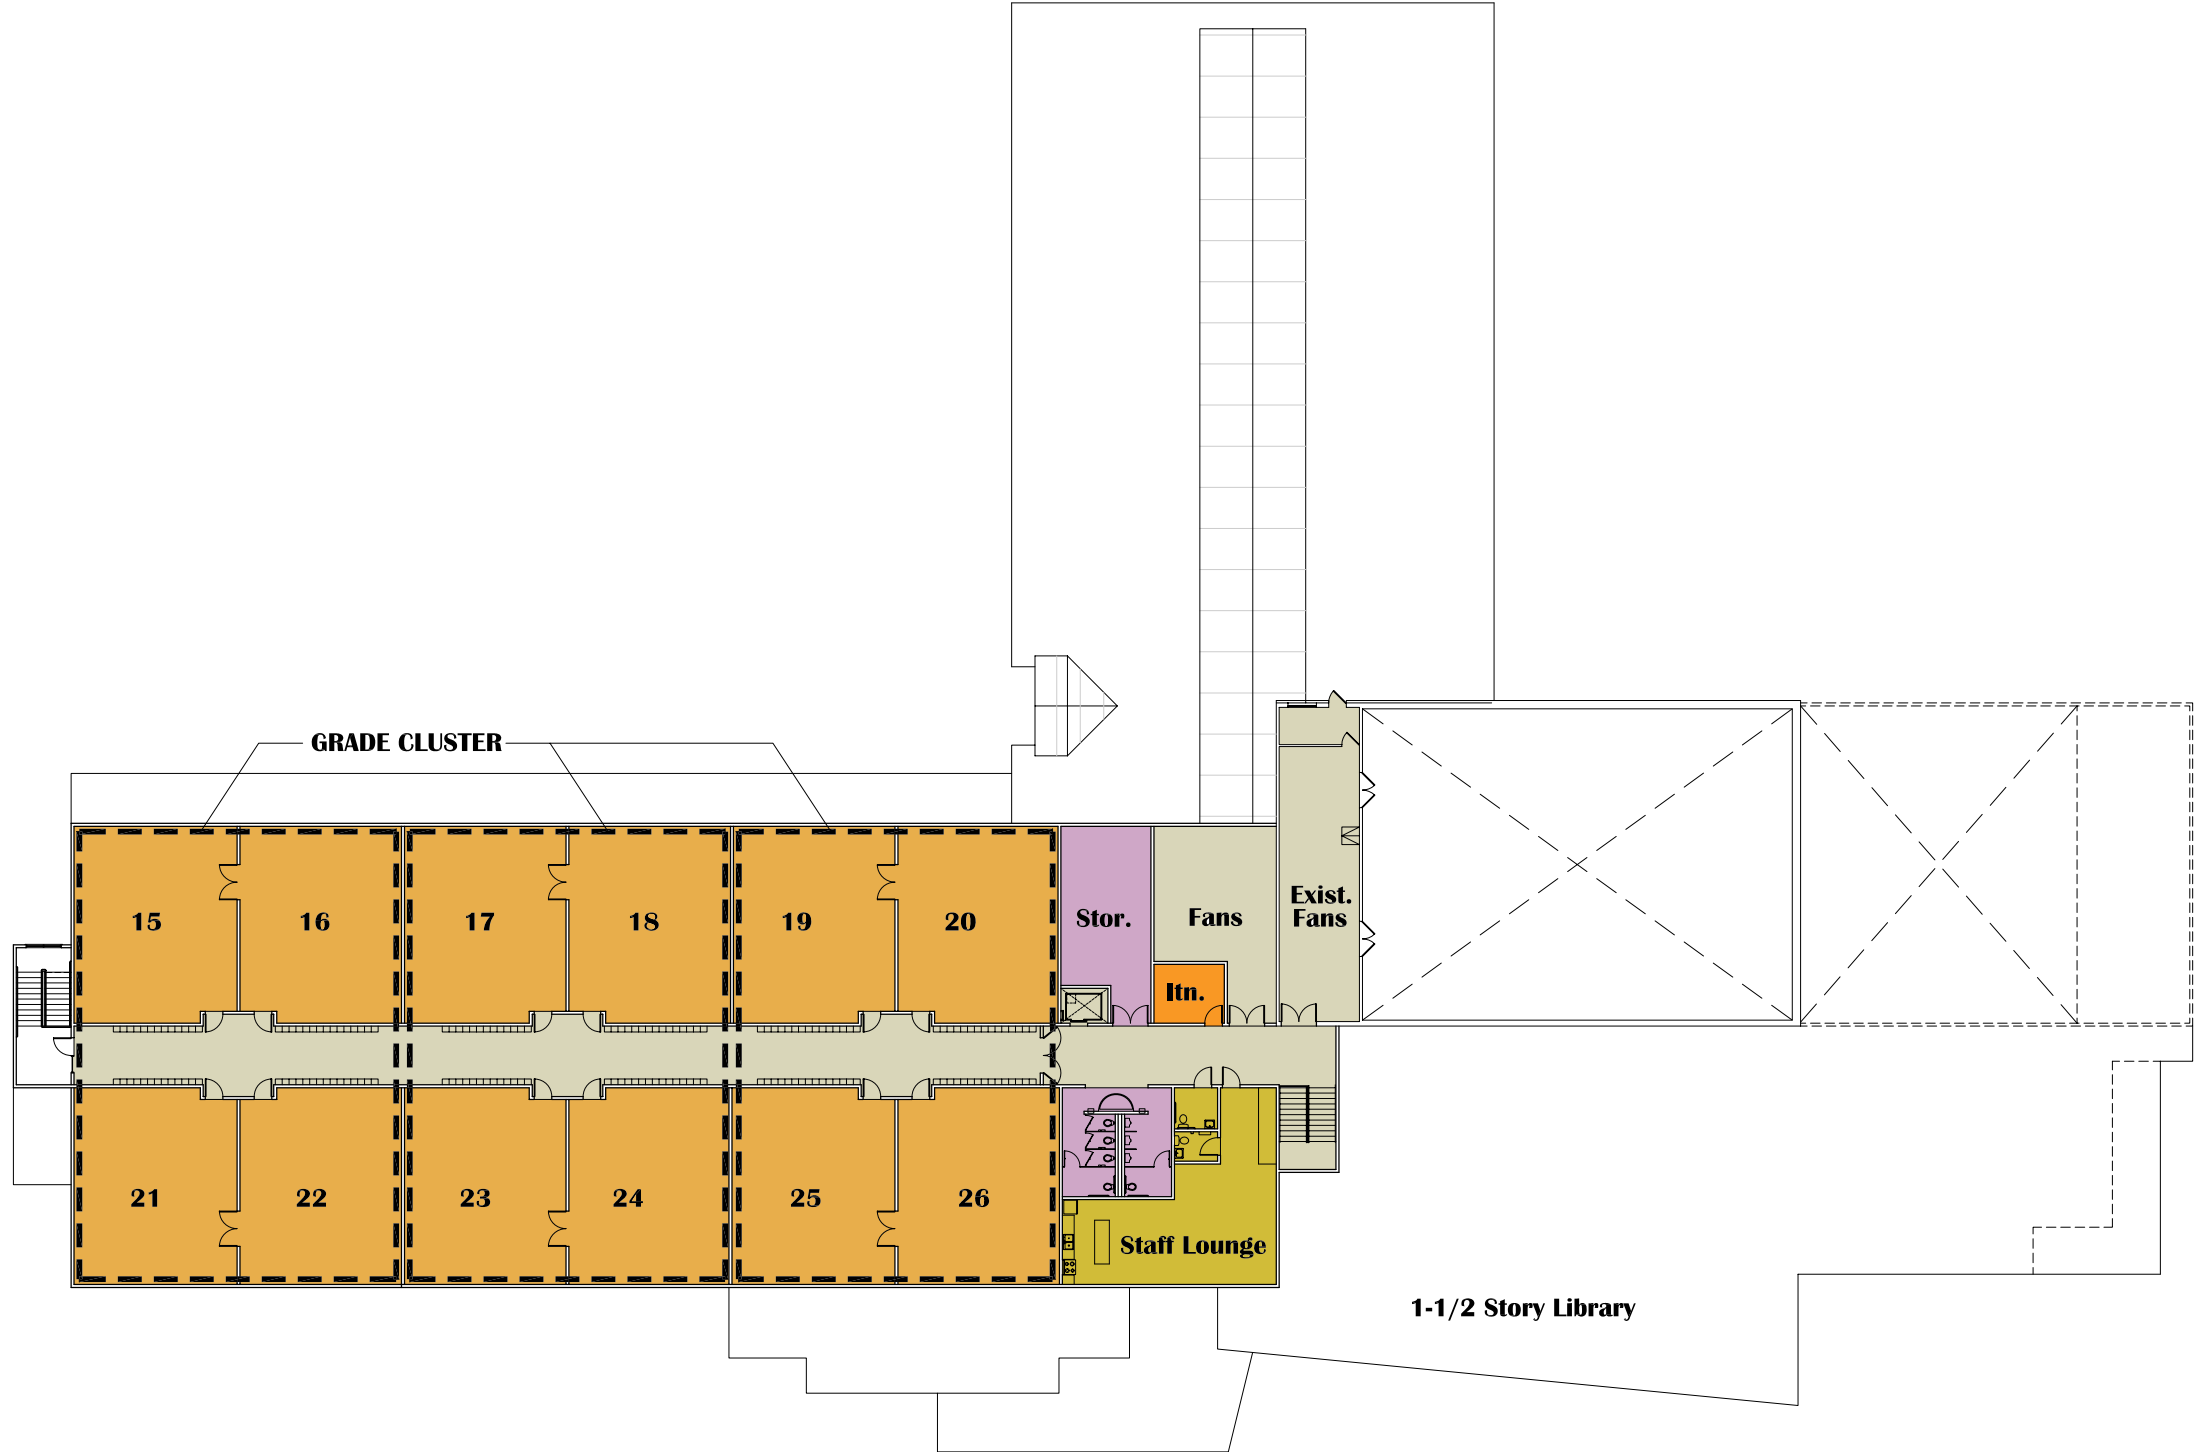 GRADE CLUSTER
15
16
17
18
19
20
Stor.
Fans
Exist.
Fans
Itn.
21
22
23
24
25
26
Staff Lounge
1-1/2 Story Library